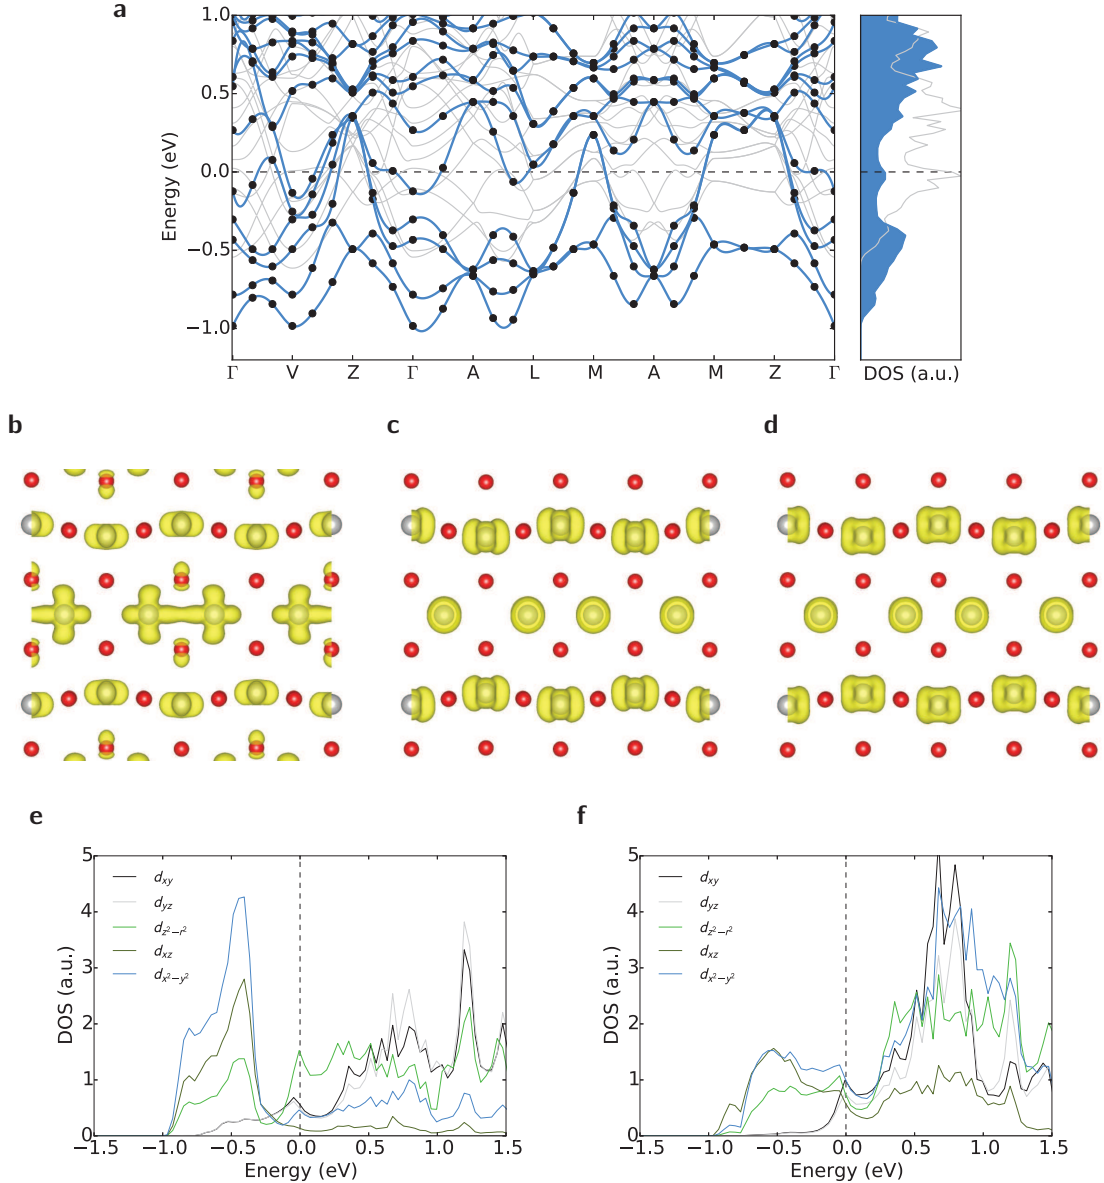 a
1.0
0.5
0.0
−0.5
−1.0
Energy (eV)
Γ V Z Γ A L M A M Z Γ
DOS (a.u.)
b c d
e
5
4
3
2
1
0
DOS (a.u.)
d_{xy}
d_{yz}
d_{z²−r²}
d_{xz}
d_{x²−y²}
−1.5 −1.0 −0.5 0.0 0.5 1.0 1.5
Energy (eV)
f
5
4
3
2
1
0
DOS (a.u.)
d_{xy}
d_{yz}
d_{z²−r²}
d_{xz}
d_{x²−y²}
−1.5 −1.0 −0.5 0.0 0.5 1.0 1.5
Energy (eV)